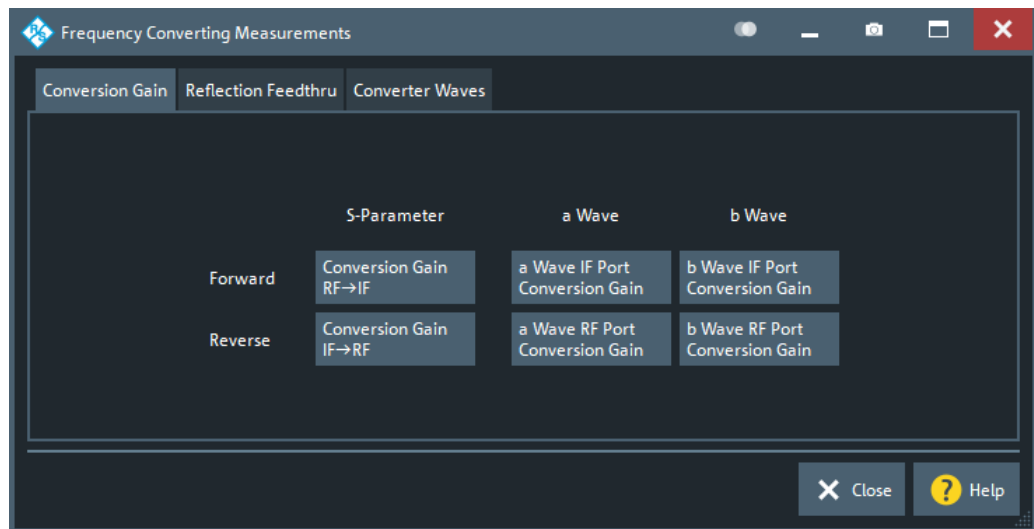 R&S Frequency Converting Measurements
Conversion Gain Reflection Feedthru Converter Waves
S-Parameter a Wave b Wave
Forward
Conversion Gain
RF→IF
a Wave IF Port
Conversion Gain
b Wave IF Port
Conversion Gain
Reverse
Conversion Gain
IF→RF
a Wave RF Port
Conversion Gain
b Wave RF Port
Conversion Gain
Close ? Help